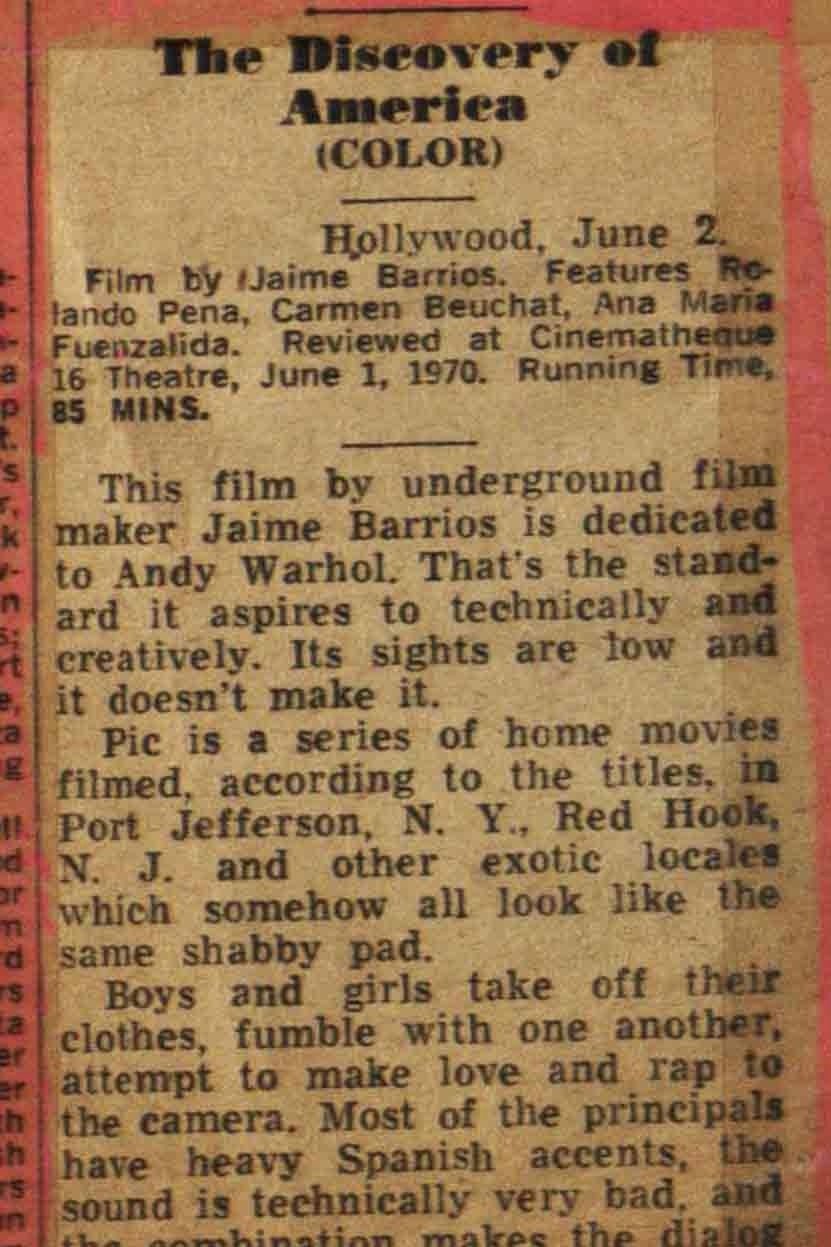 The Discovery of
America
(COLOR)
Hollywood, June 2.
Film by Jaime Barrios. Features Ro-
lando Pena, Carmen Beuchat, Ana Maria
Fuenzalida. Reviewed at Cinematheque
16 Theatre, June 1, 1970. Running Time,
85 MINS.
This film by underground film
maker Jaime Barrios is dedicated
to Andy Warhol. That's the stand-
ard it aspires to technically and
creatively. Its sights are low and
it doesn't make it.
Pic is a series of home movies
filmed, according to the titles, in
Port Jefferson, N. Y., Red Hook,
N. J. and other exotic locales
which somehow all look like the
same shabby pad.
Boys and girls take off their
clothes, fumble with one another,
attempt to make love and rap to
the camera. Most of the principals
have heavy Spanish accents, the
sound is technically very bad, and
the combination makes the dialog